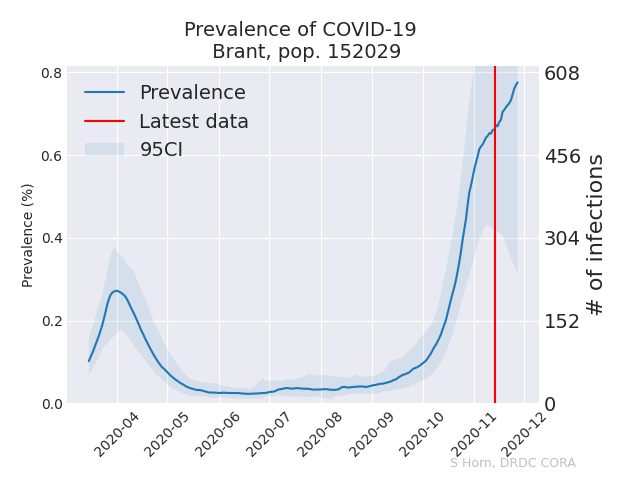 Prevalence of COVID-19
Brant, pop. 152029
Prevalence
Latest data
95CI
Prevalence (%)
0.8
0.6
0.4
0.2
0.0
608
456
304
152
0
# of infections
2020-04
2020-05
2020-06
2020-07
2020-08
2020-09
2020-10
2020-11
2020-12
S Horn, DRDC CORA